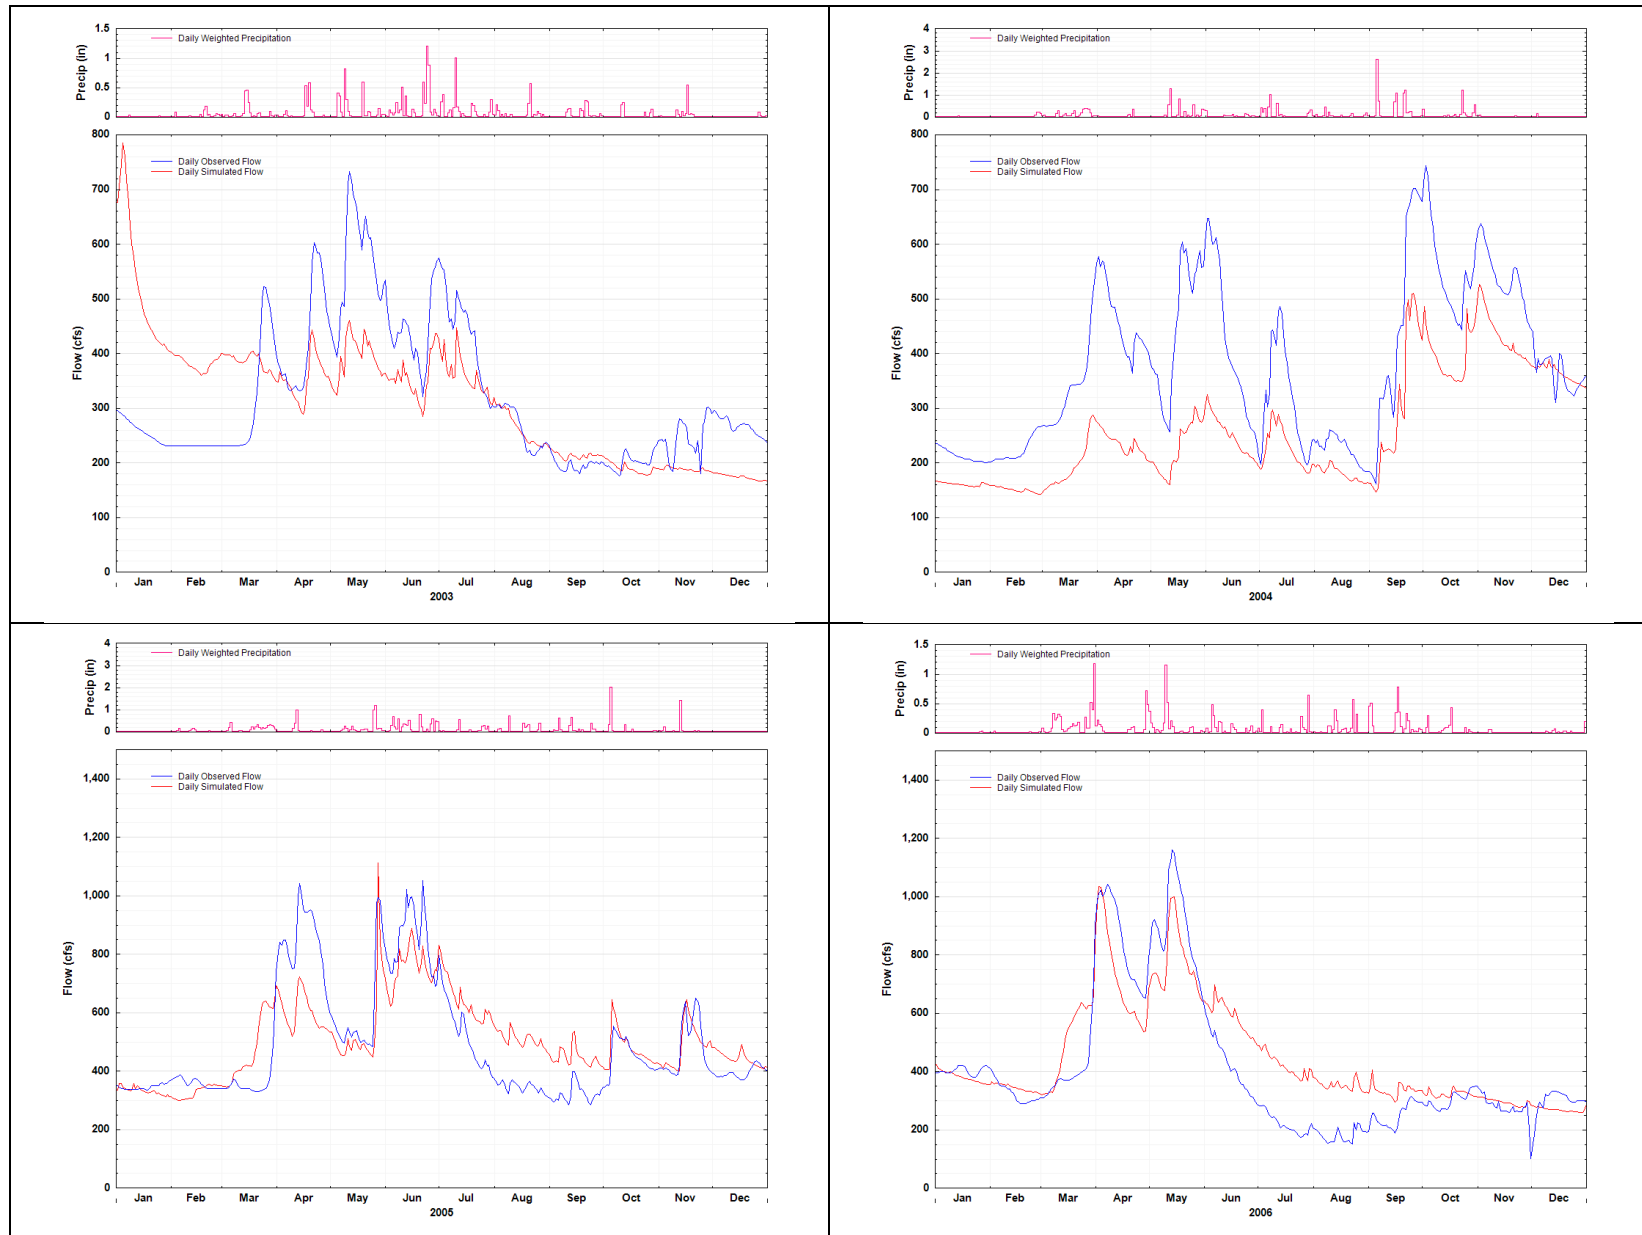 1.5
1
0.5
0
Precip (in)
Daily Weighted Precipitation
800
700
600
500
400
300
200
100
0
Flow (cfs)
Daily Observed Flow
Daily Simulated Flow
Jan Feb Mar Apr May Jun Jul Aug Sep Oct Nov Dec
2003
4
3
2
1
0
Precip (in)
Daily Weighted Precipitation
800
700
600
500
400
300
200
100
0
Flow (cfs)
Daily Observed Flow
Daily Simulated Flow
Jan Feb Mar Apr May Jun Jul Aug Sep Oct Nov Dec
2004
4
3
2
1
0
Precip (in)
Daily Weighted Precipitation
1,400
1,200
1,000
800
600
400
200
0
Flow (cfs)
Daily Observed Flow
Daily Simulated Flow
Jan Feb Mar Apr May Jun Jul Aug Sep Oct Nov Dec
2005
1.5
1
0.5
0
Precip (in)
Daily Weighted Precipitation
1,400
1,200
1,000
800
600
400
200
0
Flow (cfs)
Daily Observed Flow
Daily Simulated Flow
Jan Feb Mar Apr May Jun Jul Aug Sep Oct Nov Dec
2006